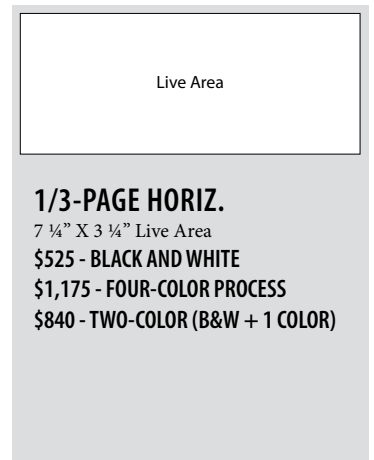 Live Area
1/3-PAGE HORIZ.
7 ¼” X 3 ¼” Live Area
$525 - BLACK AND WHITE
$1,175 - FOUR-COLOR PROCESS
$840 - TWO-COLOR (B&W + 1 COLOR)